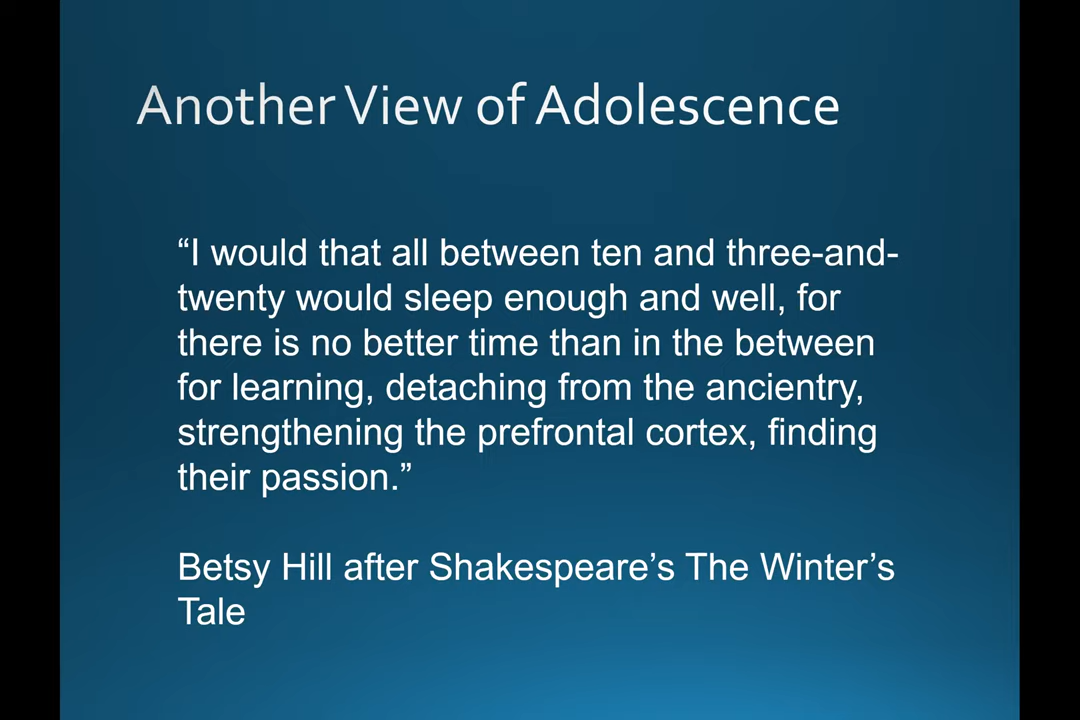 Another View of Adolescence
“I would that all between ten and three-and-
twenty would sleep enough and well, for
there is no better time than in the between
for learning, detaching from the ancientry,
strengthening the prefrontal cortex, finding
their passion.”
Betsy Hill after Shakespeare’s The Winter’s
Tale